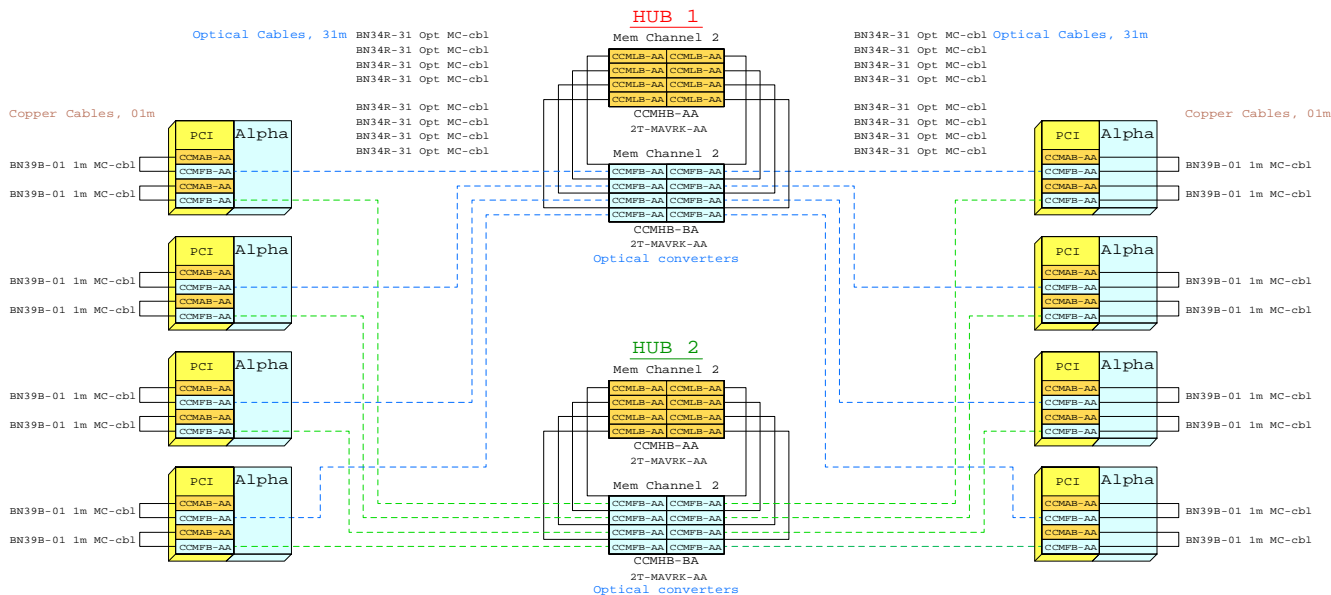 HUB 1
Mem Channel 2
Optical Cables, 31m
BN34R-31 Opt MC-cbl
BN34R-31 Opt MC-cbl
BN34R-31 Opt MC-cbl
BN34R-31 Opt MC-cbl
BN34R-31 Opt MC-cbl
BN34R-31 Opt MC-cbl
BN34R-31 Opt MC-cbl
BN34R-31 Opt MC-cbl
CCMLB-AA CCMLB-AA
CCMLB-AA CCMLB-AA
CCMLB-AA CCMLB-AA
CCMLB-AA CCMLB-AA
CCMHB-AA
2T-MAVRK-AA
BN34R-31 Opt MC-cbl Optical Cables, 31m
BN34R-31 Opt MC-cbl
BN34R-31 Opt MC-cbl
BN34R-31 Opt MC-cbl
BN34R-31 Opt MC-cbl
BN34R-31 Opt MC-cbl
BN34R-31 Opt MC-cbl
BN34R-31 Opt MC-cbl
Mem Channel 2
CCMFB-AA CCMFB-AA
CCMFB-AA CCMFB-AA
CCMFB-AA CCMFB-AA
CCMFB-AA CCMFB-AA
CCMHB-BA
2T-MAVRK-AA
Optical converters
Copper Cables, 01m
PCI Alpha
CCMAB-AA
BN39B-01 1m MC-cbl
CCMFB-AA
CCMAB-AA
BN39B-01 1m MC-cbl
CCMFB-AA
PCI Alpha
CCMAB-AA
BN39B-01 1m MC-cbl
CCMFB-AA
CCMAB-AA
BN39B-01 1m MC-cbl
CCMFB-AA
PCI Alpha
CCMAB-AA
BN39B-01 1m MC-cbl
CCMFB-AA
CCMAB-AA
BN39B-01 1m MC-cbl
CCMFB-AA
PCI Alpha
CCMAB-AA
BN39B-01 1m MC-cbl
CCMFB-AA
CCMAB-AA
BN39B-01 1m MC-cbl
CCMFB-AA
HUB 2
Mem Channel 2
CCMLB-AA CCMLB-AA
CCMLB-AA CCMLB-AA
CCMLB-AA CCMLB-AA
CCMLB-AA CCMLB-AA
CCMHB-AA
2T-MAVRK-AA
Mem Channel 2
CCMFB-AA CCMFB-AA
CCMFB-AA CCMFB-AA
CCMFB-AA CCMFB-AA
CCMFB-AA CCMFB-AA
CCMHB-BA
2T-MAVRK-AA
Optical converters
Copper Cables, 01m
PCI Alpha
CCMAB-AA
BN39B-01 1m MC-cbl
CCMFB-AA
CCMAB-AA
BN39B-01 1m MC-cbl
CCMFB-AA
PCI Alpha
CCMAB-AA
BN39B-01 1m MC-cbl
CCMFB-AA
CCMAB-AA
BN39B-01 1m MC-cbl
CCMFB-AA
PCI Alpha
CCMAB-AA
BN39B-01 1m MC-cbl
CCMFB-AA
CCMAB-AA
BN39B-01 1m MC-cbl
CCMFB-AA
PCI Alpha
CCMAB-AA
BN39B-01 1m MC-cbl
CCMFB-AA
CCMAB-AA
BN39B-01 1m MC-cbl
CCMFB-AA